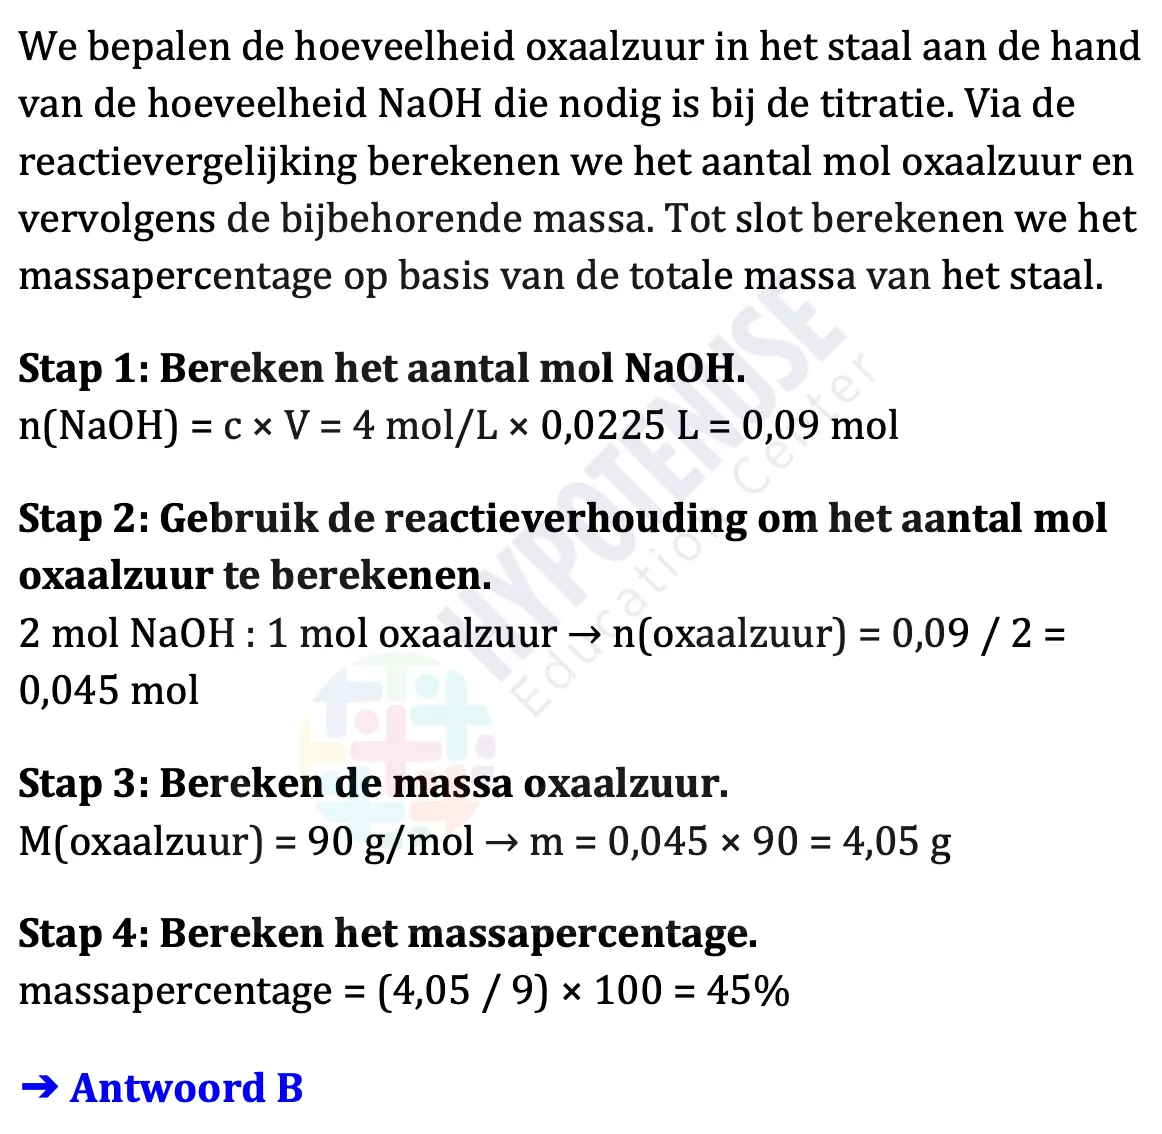 We bepalen de hoeveelheid oxaalzuur in het staal aan de hand
van de hoeveelheid NaOH die nodig is bij de titratie. Via de
reactievergelijking berekenen we het aantal mol oxaalzuur en
vervolgens de bijbehorende massa. Tot slot berekenen we het
massapercentage op basis van de totale massa van het staal.
Stap 1: Bereken het aantal mol NaOH.
n(NaOH) = c × V = 4 mol/L × 0,0225 L = 0,09 mol
Stap 2: Gebruik de reactieverhouding om het aantal mol
oxaalzuur te berekenen.
2 mol NaOH : 1 mol oxaalzuur → n(oxaalzuur) = 0,09 / 2 =
0,045 mol
Stap 3: Bereken de massa oxaalzuur.
M(oxaalzuur) = 90 g/mol → m = 0,045 × 90 = 4,05 g
Stap 4: Bereken het massapercentage.
massapercentage = (4,05 / 9) × 100 = 45%
➔ Antwoord B
HYPOTENUSE
Education Center